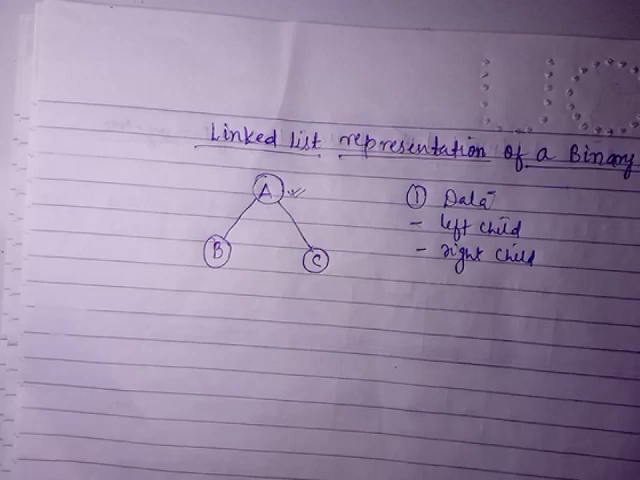 Linked list representation of a Binary
A
B
C
① Data
- left child
- right child